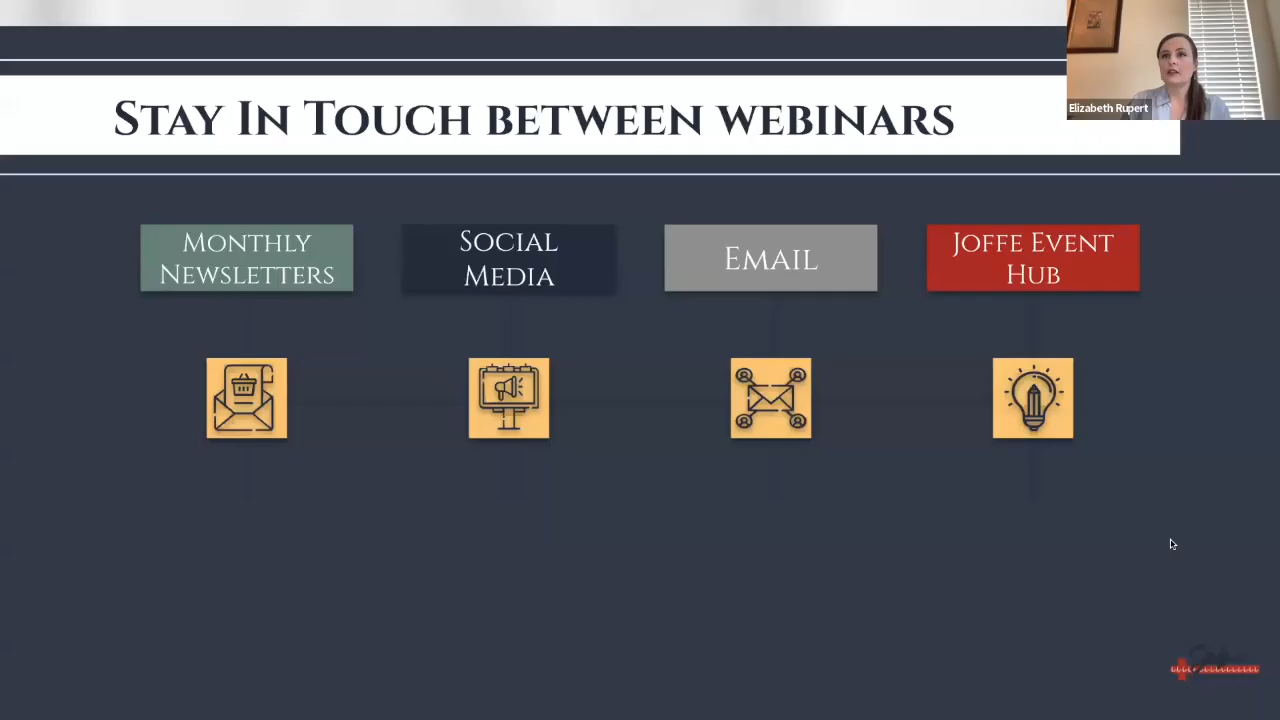 Elizabeth Rupert
Stay In Touch between webinars
Monthly
Newsletters
Social
Media
Email
Joffe Event
Hub